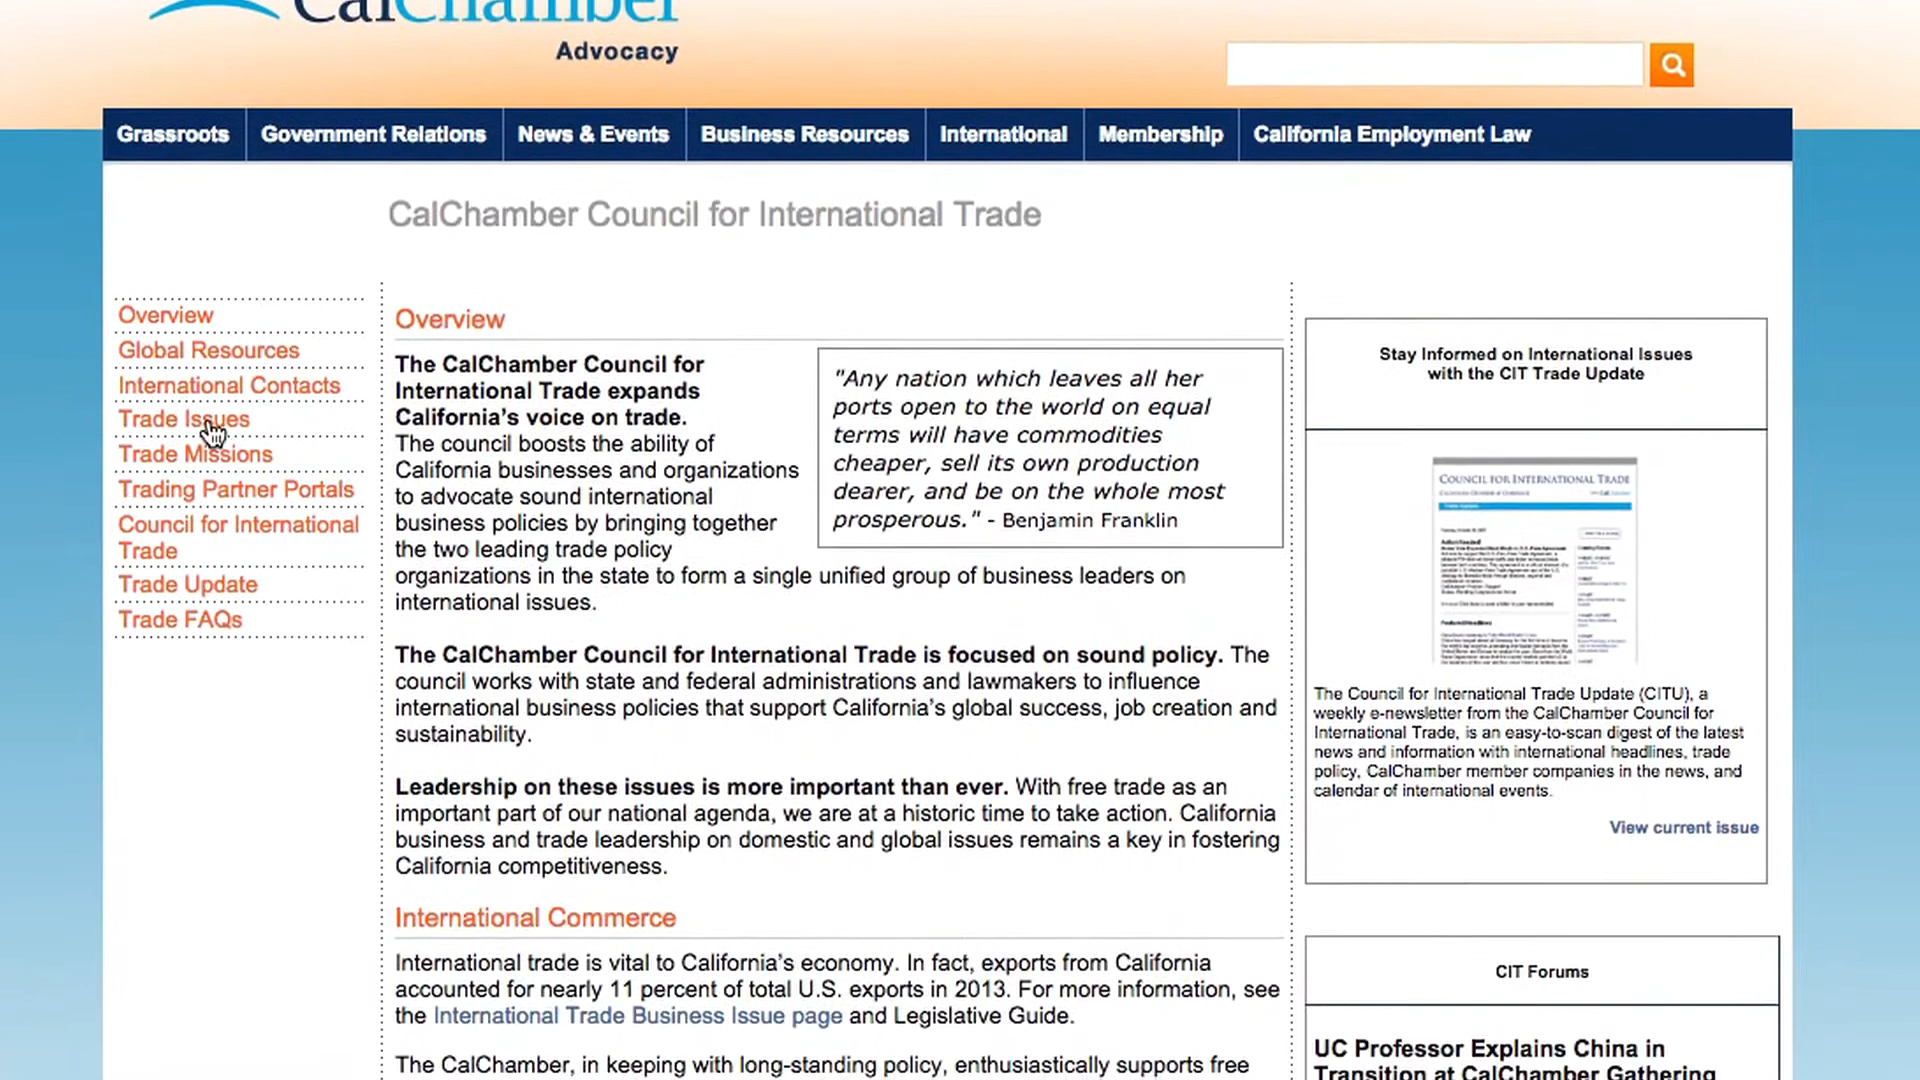 CalChamber
Advocacy
Grassroots
Government Relations
News & Events
Business Resources
International
Membership
California Employment Law
CalChamber Council for International Trade
Overview
Global Resources
International Contacts
Trade Issues
Trade Missions
Trading Partner Portals
Council for International
Trade
Trade Update
Trade FAQs
Overview
The CalChamber Council for
International Trade expands
California’s voice on trade.
The council boosts the ability of
California businesses and organizations
to advocate sound international
business policies by bringing together
the two leading trade policy
organizations in the state to form a single unified group of business leaders on
international issues.
"Any nation which leaves all her
ports open to the world on equal
terms will have commodities
cheaper, sell its own production
dearer, and be on the whole most
prosperous." - Benjamin Franklin
The CalChamber Council for International Trade is focused on sound policy. The
council works with state and federal administrations and lawmakers to influence
international business policies that support California’s global success, job creation and
sustainability.
Leadership on these issues is more important than ever. With free trade as an
important part of our national agenda, we are at a historic time to take action. California
business and trade leadership on domestic and global issues remains a key in fostering
California competitiveness.
International Commerce
International trade is vital to California’s economy. In fact, exports from California
accounted for nearly 11 percent of total U.S. exports in 2013. For more information, see
the International Trade Business Issue page and Legislative Guide.
The CalChamber, in keeping with long-standing policy, enthusiastically supports free
Stay Informed on International Issues
with the CIT Trade Update
COUNCIL FOR INTERNATIONAL TRADE
The Council for International Trade Update (CITU), a
weekly e-newsletter from the CalChamber Council for
International Trade, is an easy-to-scan digest of the latest
news and information with international headlines, trade
policy, CalChamber member companies in the news, and
calendar of international events.
View current issue
CIT Forums
UC Professor Explains China in
Transition at CalChamber Gathering